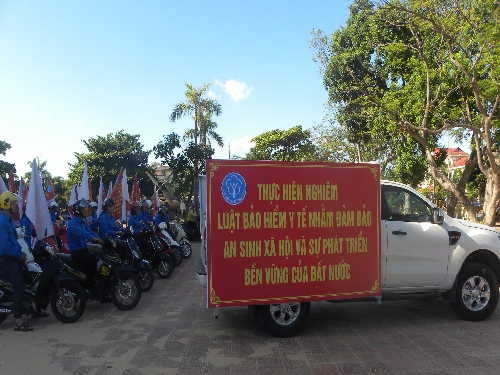 THỰC HIỆN NGHIÊM
LUẬT BẢO HIỂM Y TẾ NHẰM ĐẢM BẢO
AN SINH XÃ HỘI VÀ SỰ PHÁT TRIỂN
BỀN VỮNG CỦA ĐẤT NƯỚC